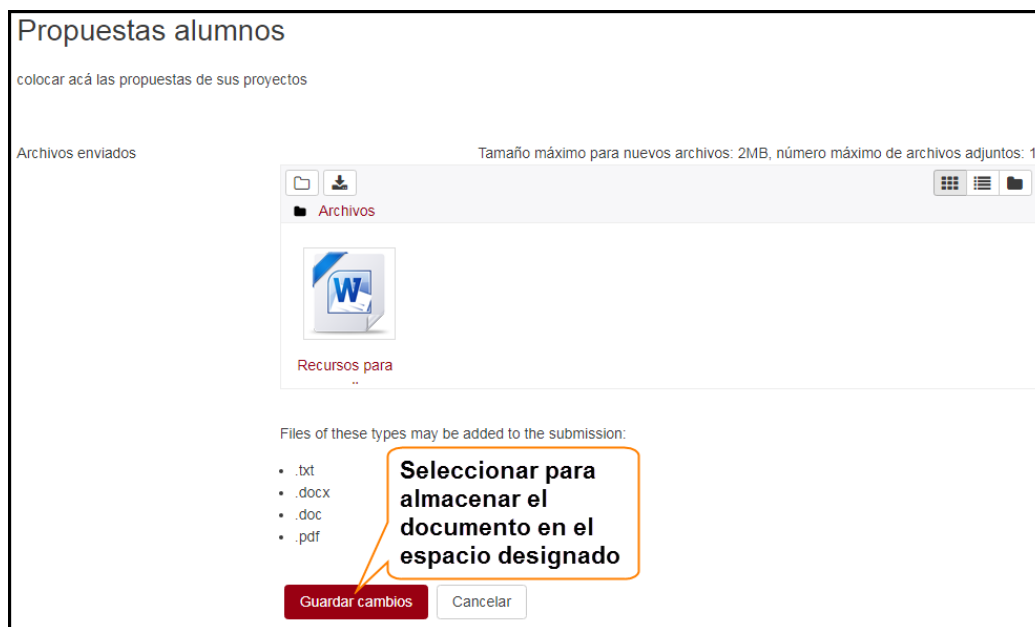 Propuestas alumnos
colocar acá las propuestas de sus proyectos
Archivos enviados
Tamaño máximo para nuevos archivos: 2MB, número máximo de archivos adjuntos: 1
Archivos
W
Recursos para
Files of these types may be added to the submission:
.txt
.docx
.doc
.pdf
Seleccionar para
almacenar el
documento en el
espacio designado
Guardar cambios
Cancelar